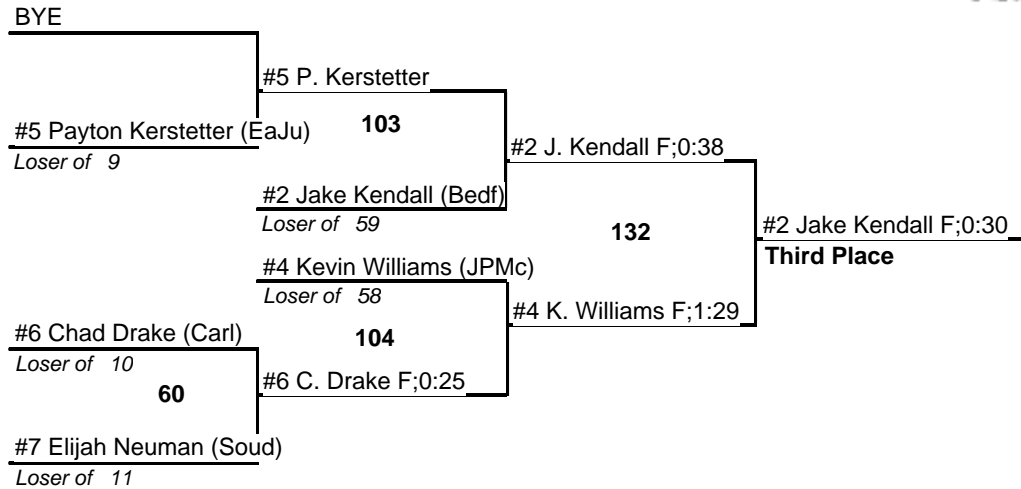 BYE
#5 P. Kerstetter
#5 Payton Kerstetter (EaJu)
103
Loser of 9
#2 J. Kendall F;0:38
#2 Jake Kendall (Bedf)
Loser of 59
132
#2 Jake Kendall F;0:30
Third Place
#4 Kevin Williams (JPMc)
Loser of 58
#4 K. Williams F;1:29
#6 Chad Drake (Carl)
104
Loser of 10
60
#6 C. Drake F;0:25
#7 Elijah Neuman (Soud)
Loser of 11